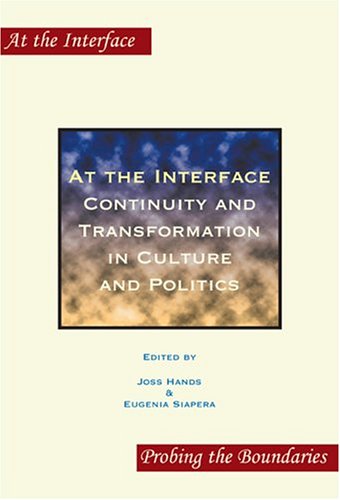 At the Interface
At the Interface
Continuity and
Transformation
in Culture
and Politics
Edited by
Joss Hands
&
Eugenia Siapera
Probing the Boundaries